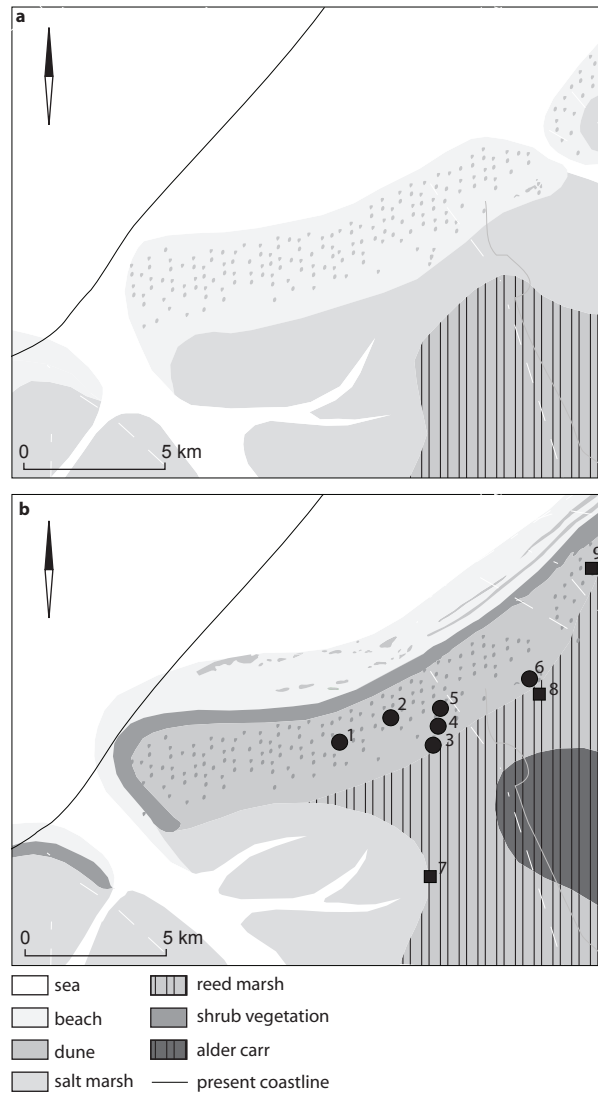 a
0 5 km
b
9
6
8
5
2
4
1
3
7
0 5 km
sea
reed marsh
beach
shrub vegetation
dune
alder carr
salt marsh
present coastline